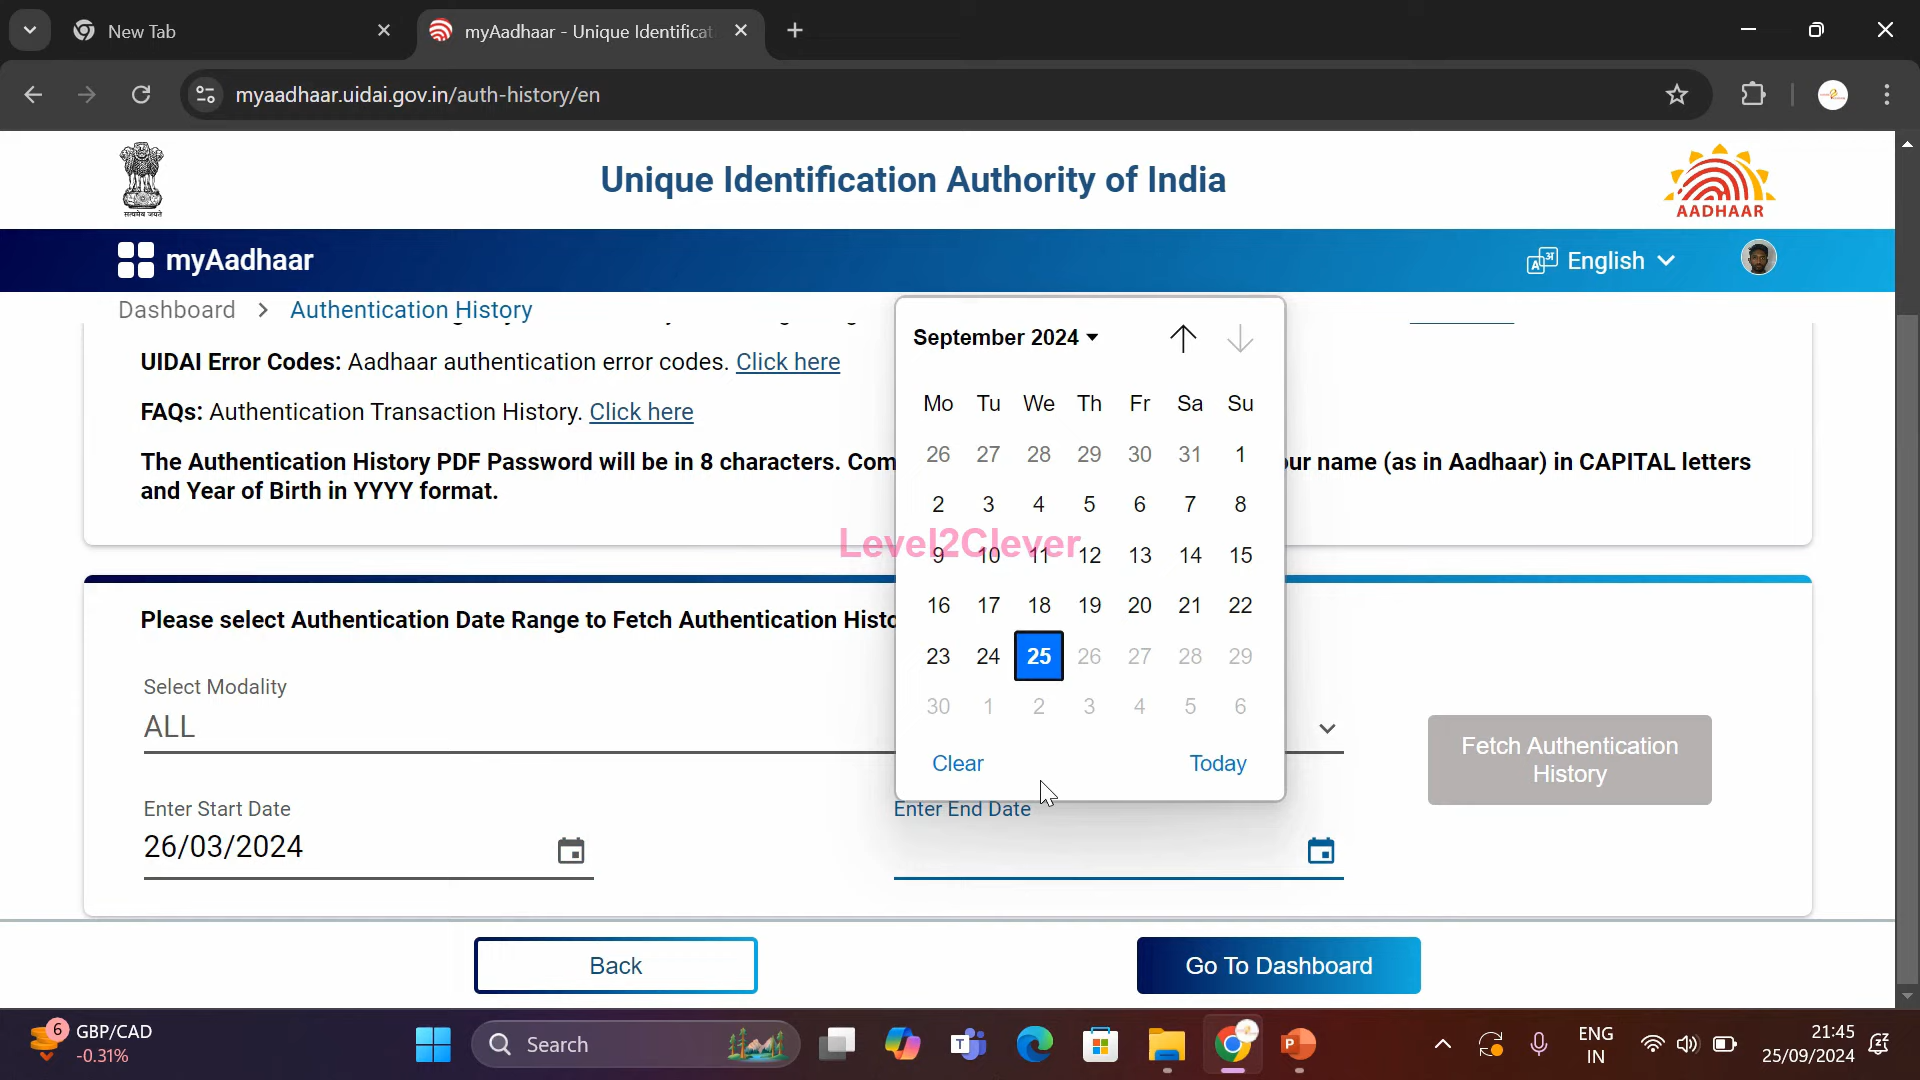 New Tab
myAadhaar - Unique Identificat
myaadhaar.uidai.gov.in/auth-history/en
सत्यमेव जयते
Unique Identification Authority of India
AADHAAR
myAadhaar
English
Dashboard > Authentication History
UIDAI Error Codes: Aadhaar authentication error codes. Click here
FAQs: Authentication Transaction History. Click here
The Authentication History PDF Password will be in 8 characters. Com
our name (as in Aadhaar) in CAPITAL letters
and Year of Birth in YYYY format.
September 2024
Mo Tu We Th Fr Sa Su
26 27 28 29 30 31 1
2 3 4 5 6 7 8
9 10 11 12 13 14 15
16 17 18 19 20 21 22
23 24 25 26 27 28 29
30 1 2 3 4 5 6
Clear Today
Level2Clever
Please select Authentication Date Range to Fetch Authentication Histo
Select Modality
ALL
Fetch Authentication
History
Enter Start Date
26/03/2024
Enter End Date
Back
Go To Dashboard
6
GBP/CAD
-0.31%
Search
ENG
IN
21:45
25/09/2024